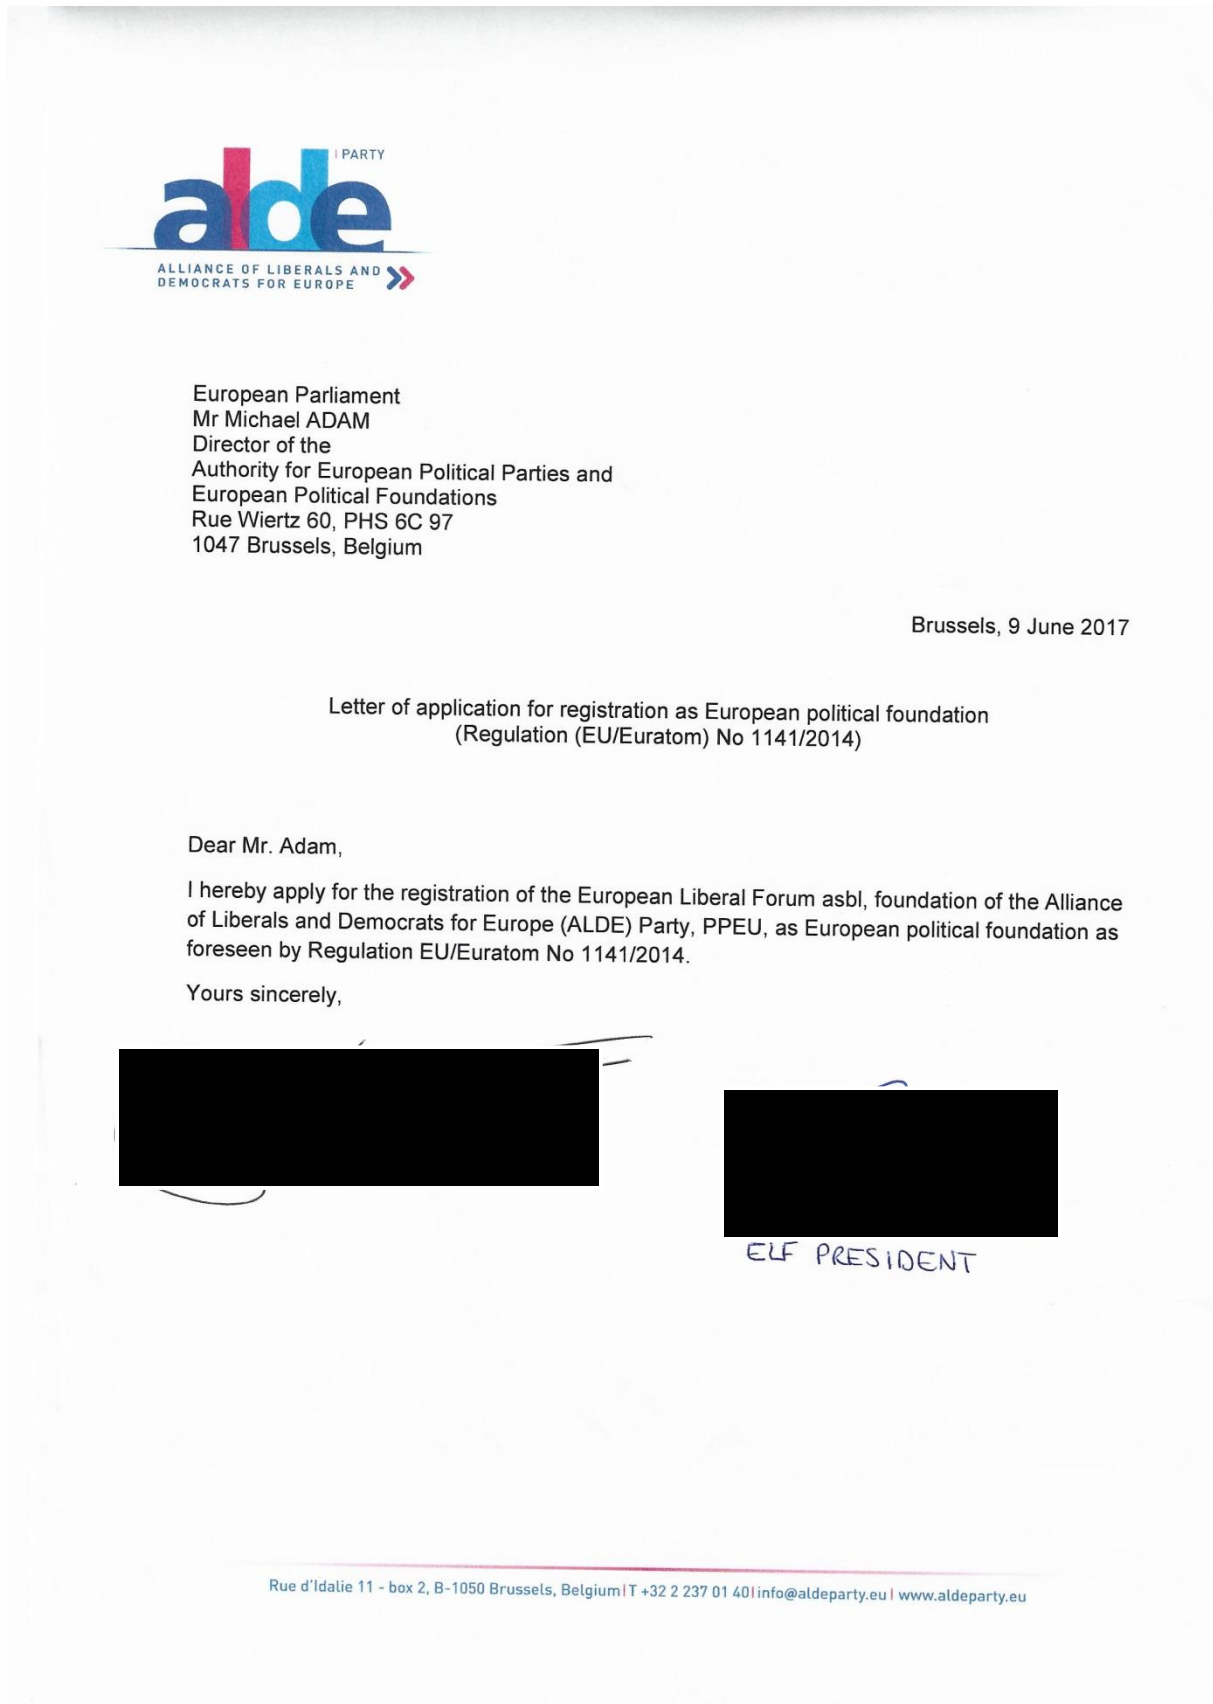 | PARTY
alde
ALLIANCE OF LIBERALS AND
DEMOCRATS FOR EUROPE
European Parliament
Mr Michael ADAM
Director of the
Authority for European Political Parties and
European Political Foundations
Rue Wiertz 60, PHS 6C 97
1047 Brussels, Belgium
Brussels, 9 June 2017
Letter of application for registration as European political foundation
(Regulation (EU/Euratom) No 1141/2014)
Dear Mr. Adam,
I hereby apply for the registration of the European Liberal Forum asbl, foundation of the Alliance
of Liberals and Democrats for Europe (ALDE) Party, PPEU, as European political foundation as
foreseen by Regulation EU/Euratom No 1141/2014.
Yours sincerely,
ELF PRESIDENT
Rue d'Idalie 11 - box 2, B-1050 Brussels, Belgium | T +32 2 237 01 40 | info@aldeparty.eu | www.aldeparty.eu